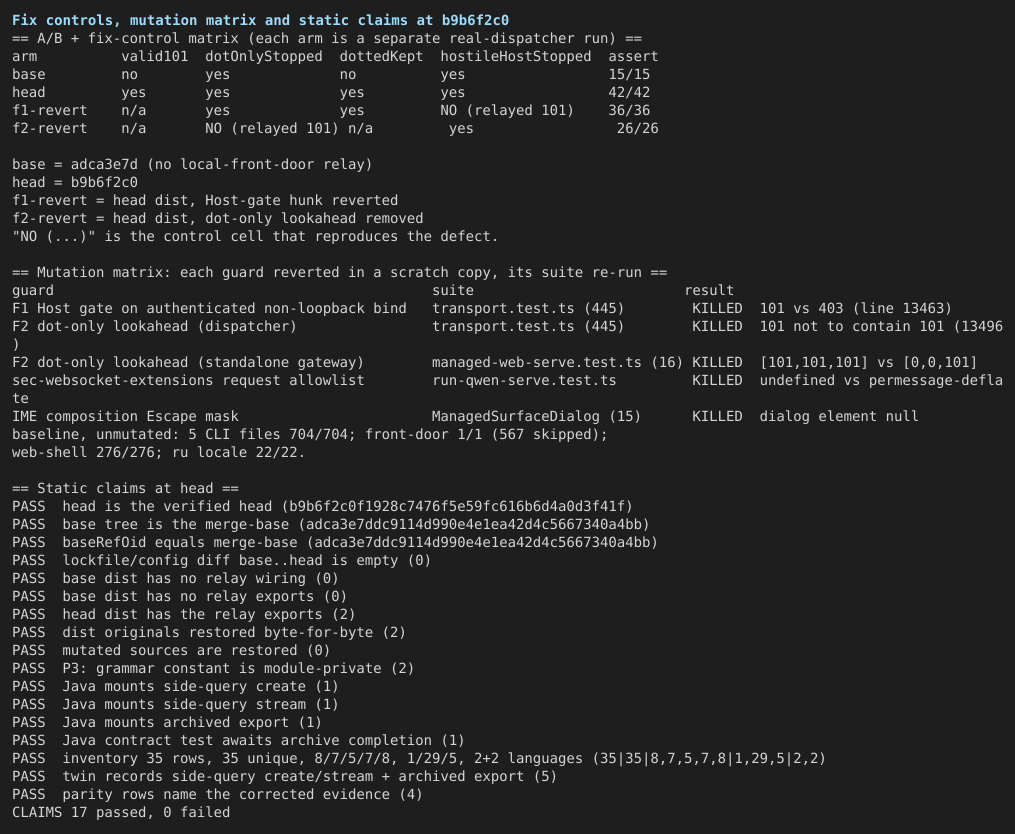 Fix controls, mutation matrix and static claims at b9b6f2c0
== A/B + fix-control matrix (each arm is a separate real-dispatcher run) ==
arm          valid101  dotOnlyStopped  dottedKept  hostileHostStopped  assert
base         no        yes             no          yes                 15/15
head         yes       yes             yes         yes                 42/42
f1-revert    n/a       yes             yes         NO (relayed 101)    36/36
f2-revert    n/a       NO (relayed 101) n/a         yes                 26/26

base = adca3e7d (no local-front-door relay)
head = b9b6f2c0
f1-revert = head dist, Host-gate hunk reverted
f2-revert = head dist, dot-only lookahead removed
"NO (...)" is the control cell that reproduces the defect.

== Mutation matrix: each guard reverted in a scratch copy, its suite re-run ==
guard                                              suite                         result
F1 Host gate on authenticated non-loopback bind   transport.test.ts (445)        KILLED  101 vs 403 (line 13463)
F2 dot-only lookahead (dispatcher)                transport.test.ts (445)        KILLED  101 not to contain 101 (13496
)
F2 dot-only lookahead (standalone gateway)        managed-web-serve.test.ts (16) KILLED  [101,101,101] vs [0,0,101]
sec-websocket-extensions request allowlist        run-qwen-serve.test.ts         KILLED  undefined vs permessage-defla
te
IME composition Escape mask                       ManagedSurfaceDialog (15)      KILLED  dialog element null
baseline, unmutated: 5 CLI files 704/704; front-door 1/1 (567 skipped);
web-shell 276/276; ru locale 22/22.

== Static claims at head ==
PASS  head is the verified head (b9b6f2c0f1928c7476f5e59fc616b6d4a0d3f41f)
PASS  base tree is the merge-base (adca3e7ddc9114d990e4e1ea42d4c5667340a4bb)
PASS  baseRefOid equals merge-base (adca3e7ddc9114d990e4e1ea42d4c5667340a4bb)
PASS  lockfile/config diff base..head is empty (0)
PASS  base dist has no relay wiring (0)
PASS  base dist has no relay exports (0)
PASS  head dist has the relay exports (2)
PASS  dist originals restored byte-for-byte (2)
PASS  mutated sources are restored (0)
PASS  P3: grammar constant is module-private (2)
PASS  Java mounts side-query create (1)
PASS  Java mounts side-query stream (1)
PASS  Java mounts archived export (1)
PASS  Java contract test awaits archive completion (1)
PASS  inventory 35 rows, 35 unique, 8/7/5/7/8, 1/29/5, 2+2 languages (35|35|8,7,5,7,8|1,29,5|2,2)
PASS  twin records side-query create/stream + archived export (5)
PASS  parity rows name the corrected evidence (4)
CLAIMS 17 passed, 0 failed